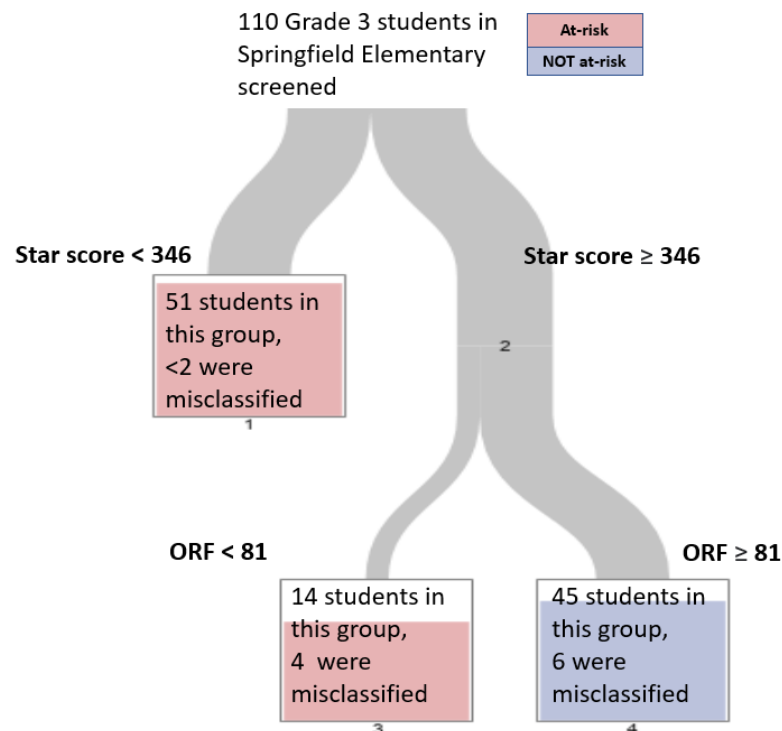 110 Grade 3 students in
Springfield Elementary
screened
At-risk
NOT at-risk
Star score < 346
Star score ≥ 346
51 students in
this group,
<2 were
misclassified
1
2
ORF < 81
ORF ≥ 81
14 students in
this group,
4 were
misclassified
3
45 students in
this group,
6 were
misclassified
4